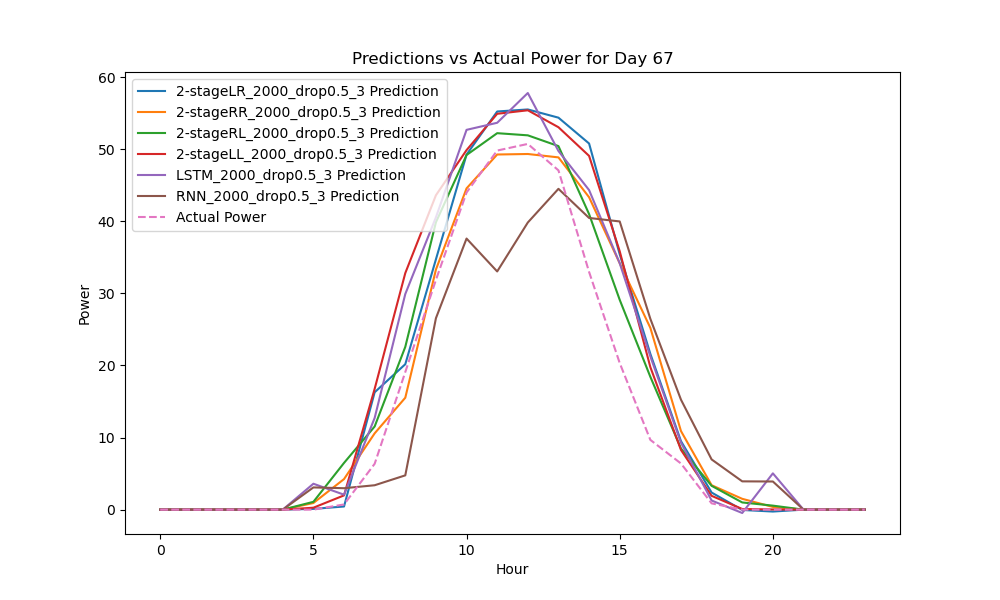 Predictions vs Actual Power for Day 67
2-stageLR_2000_drop0.5_3 Prediction
2-stageRR_2000_drop0.5_3 Prediction
2-stageRL_2000_drop0.5_3 Prediction
2-stageLL_2000_drop0.5_3 Prediction
LSTM_2000_drop0.5_3 Prediction
RNN_2000_drop0.5_3 Prediction
Actual Power
60
50
40
30
20
10
0
Power
0 5 10 15 20
Hour